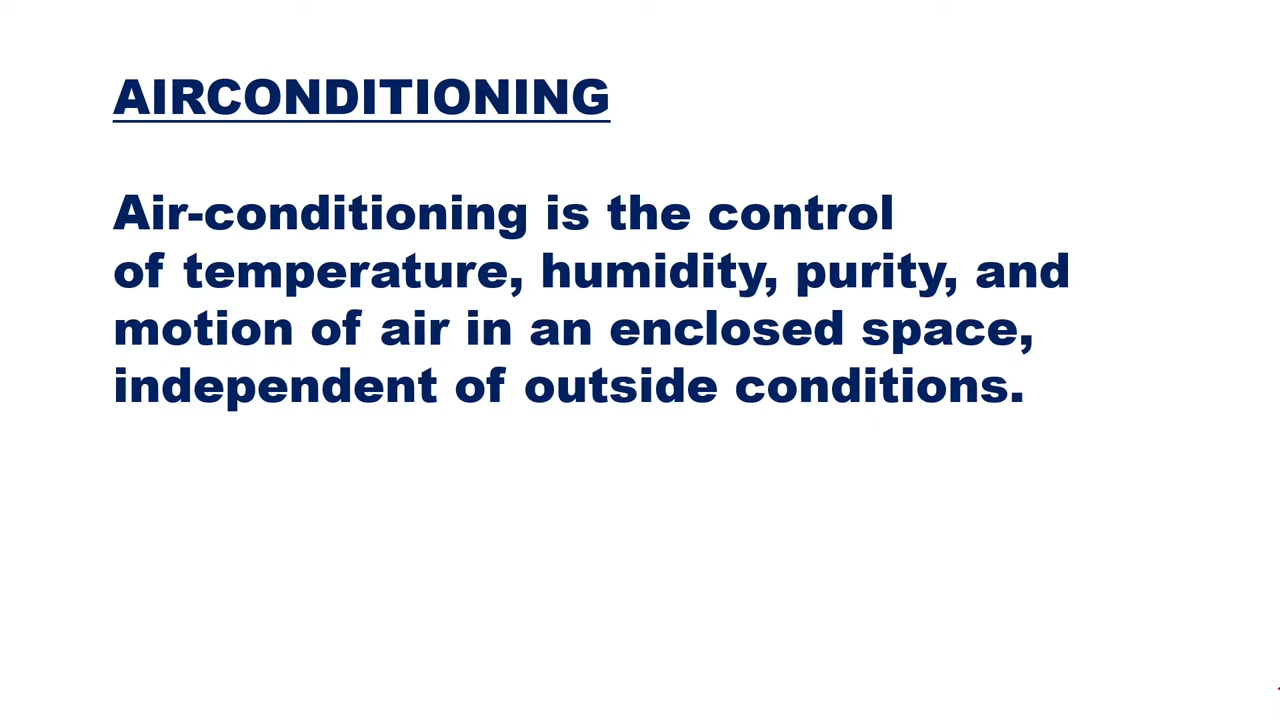 AIRCONDITIONING
Air-conditioning is the control
of temperature, humidity, purity, and
motion of air in an enclosed space,
independent of outside conditions.